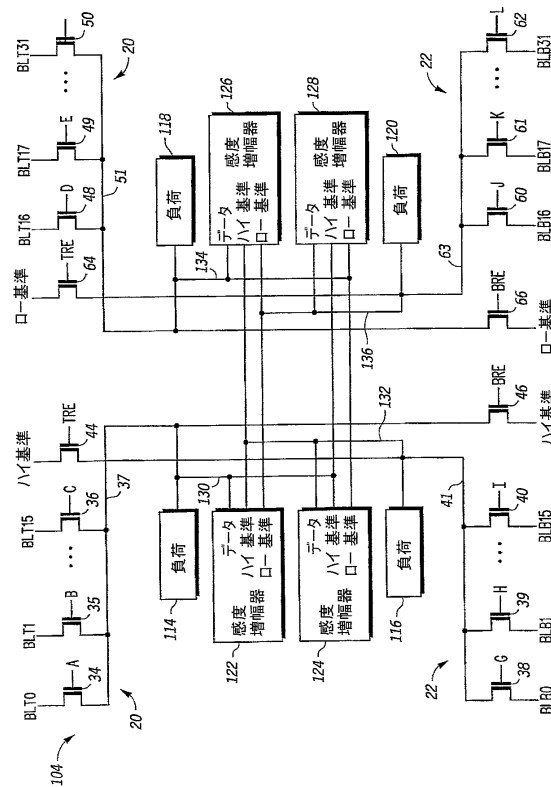 BLT0
A
34
BLT1
B
35
BLT15
C
36
ハイ基準
TRE
44
ロー基準
TRE
64
BLT16
D
48
BLT17
E
49
BLT31
50
104
20
37
51
20
114
負荷
118
負荷
122
感度
増幅器
データ
ハイ基準
ロー基準
126
感度
増幅器
データ
ハイ基準
ロー基準
130
134
124
感度
増幅器
データ
ハイ基準
ロー基準
128
感度
増幅器
データ
ハイ基準
ロー基準
132
136
116
負荷
120
負荷
22
41
63
22
G
38
BLB0
H
39
BLB1
I
40
BLB15
BRE
46
ハイ基準
BRE
66
ロー基準
J
60
BLB16
K
61
BLB17
L
62
BLB31